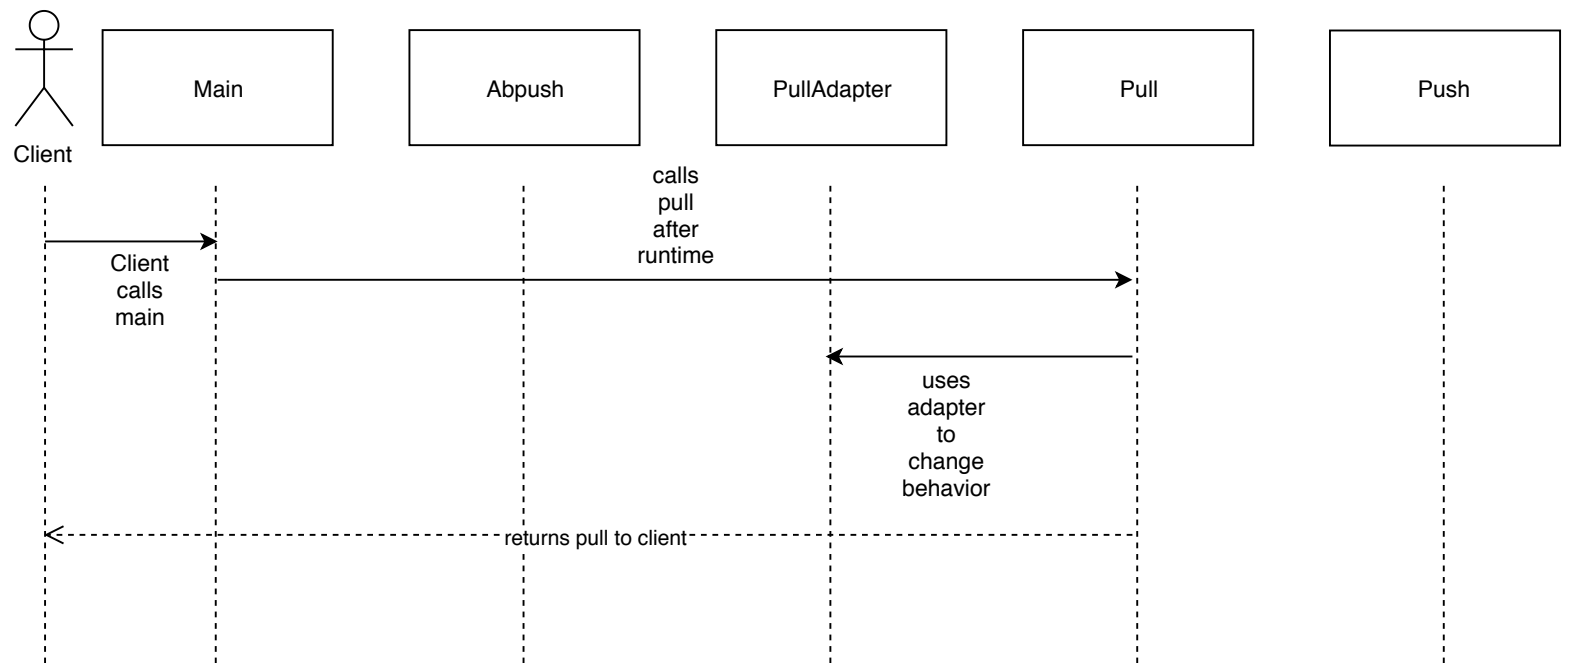 Main
Abpush
PullAdapter
Pull
Push
Client
calls
pull
after
runtime
Client
calls
main
uses
adapter
to
change
behavior
returns pull to client